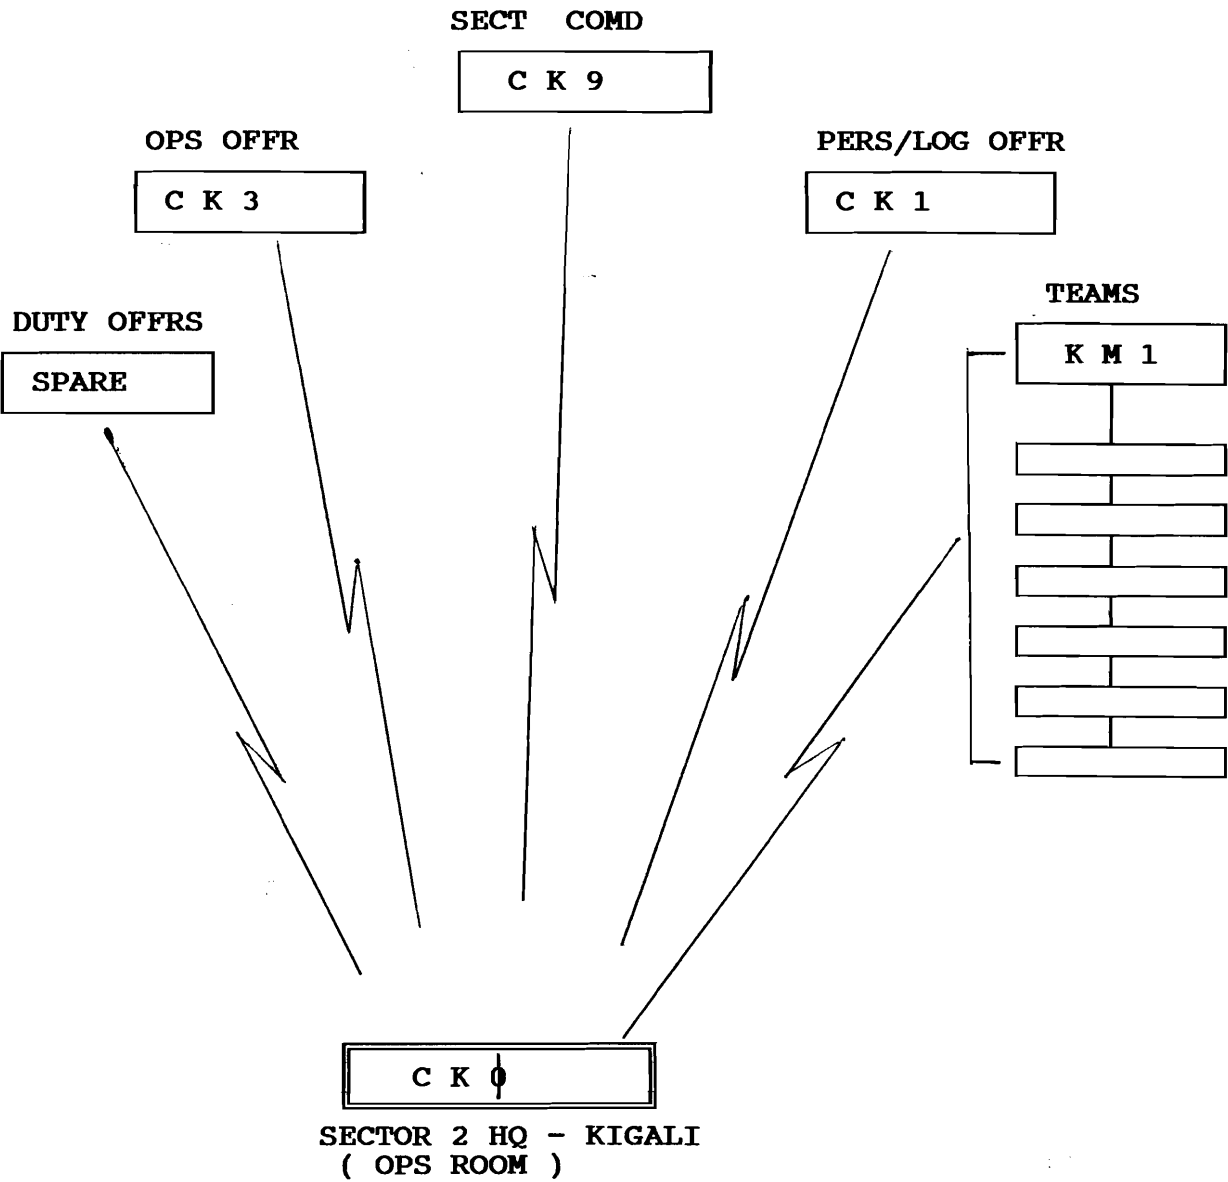 SECT COMD
C K 9
OPS OFFR
C K 3
PERS/LOG OFFR
C K 1
TEAMS
K M 1
DUTY OFFRS
SPARE
C K 0
SECTOR 2 HQ - KIGALI
( OPS ROOM )